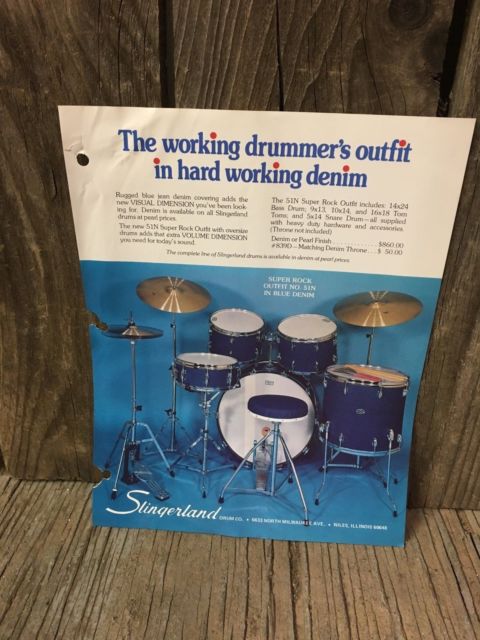 The working drummer's outfit
in hard working denim
Rugged blue jean denim covering adds the
new VISUAL DIMENSION you've been look-
ing for. Denim is available on all Slingerland
drums at pearl prices.
The new 51N Super Rock Outfit with oversize
drums adds that extra VOLUME DIMENSION
you need for today's sound.
The 51N Super Rock Outfit includes: 14x24
Bass Drum; 9x13, 10x14, and 16x18 Tom
Toms; and 5x14 Snare Drum—all supplied
with heavy duty hardware and accessories.
(Throne not included)
Denim or Pearl Finish ............ $860.00
#839D—Matching Denim Throne... $ 50.00
The complete line of Slingerland drums is available in denim at pearl prices.
SUPER ROCK
OUTFIT NO. 51N
IN BLUE DENIM
Slingerland DRUM CO. • 6633 NORTH MILWAUKEE AVE. • NILES, ILLINOIS 60648